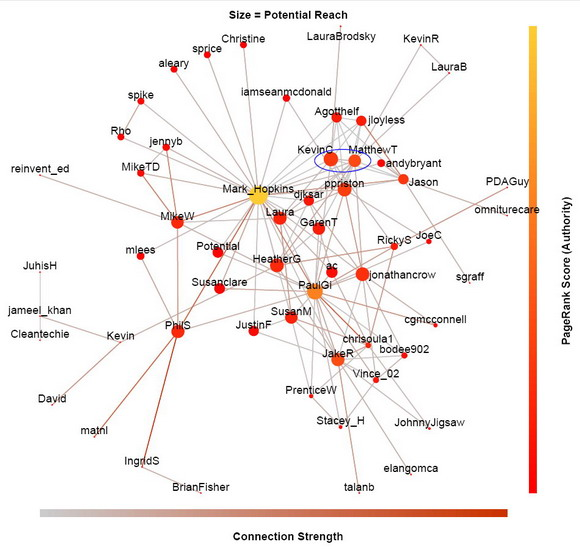 Size = Potential Reach
LauraBrodsky
Christine
KevinR
sprice
aleary
LauraB
iamseanmcdonald
spike
Agotthelf
jloyless
Rho
jennyb
KevinC
MatthewT
MikeTD
andybryant
reinvent_ed
Mark_Hopkins
djksar
ppriston
Jason
PDAGuy
MikeW
Laura
GarenT
omniturecare
RickyS
JoeC
mlees
Potential
HeatherG
ac
JuhisH
Susanclare
PaulGl
jonathancrow
sgraff
jameel_khan
Cleantechie
Kevin
PhilS
JustinF
SusanM
cgmcconnell
chrisoula1
JakeR
bodee902
Vince_02
David
PrenticeW
matnl
Stacey_H
JohnnyJigsaw
IngridS
elangomca
BrianFisher
talanb
PageRank Score (Authority)
Connection Strength